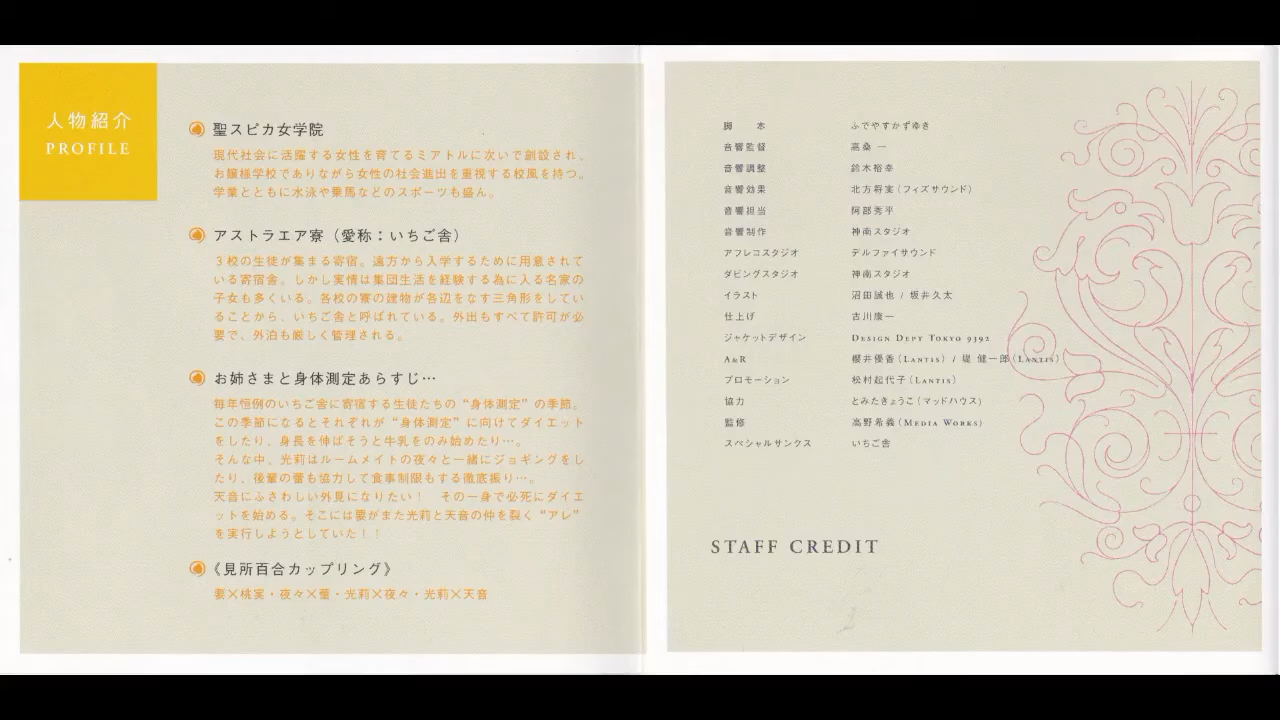 人物紹介
PROFILE
聖スピカ女学院
現代社会に活躍する女性を育てるミアトルに次いで創設され、
お嬢様学校でありながら女性の社会進出を重視する校風を持つ。
学業とともに水泳や乗馬などのスポーツも盛ん。
アストラエア寮（愛称：いちご舎）
３校の生徒が集まる寄宿。遠方から入学するために用意されて
いる寄宿舎。しかし実情は集団生活を経験する為に入る名家の
子女も多くいる。各校の寮の建物が各辺をなす三角形をしてい
ることから、いちご舎と呼ばれている。外出もすべて許可が必
要で、外泊も厳しく管理される。
お姉さまと身体測定あらすじ…
毎年恒例のいちご舎に寄宿する生徒たちの“身体測定”の季節。
この季節になるとそれぞれが“身体測定”に向けてダイエット
をしたり、身長を伸ばそうと牛乳をのみ始めたり…。
そんな中、光莉はルームメイトの夜々と一緒にジョギングをし
たり、後輩の蕾も協力して食事制限もする徹底振り…。
天音にふさわしい外見になりたい！　その一身で必死にダイエ
ットを始める。そこには要がまた光莉と天音の仲を裂く“アレ”
を実行しようとしていた！！
《見所百合カップリング》
要×桃実・夜々×蕾・光莉×夜々・光莉×天音
脚　本　ふでやすかずゆき
音響監督　高桑 一
音響調整　鈴木裕幸
音響効果　北方将実（フィズサウンド）
音響担当　阿部秀平
音響制作　神南スタジオ
アフレコスタジオ　デルファイサウンド
ダビングスタジオ　神南スタジオ
イラスト　沼田誠也 / 坂井久太
仕上げ　古川康一
ジャケットデザイン　DESIGN DEPT TOKYO 9392
A&R　櫻井優香（LANTIS） / 堤 健一郎（LANTIS）
プロモーション　松村起代子（LANTIS）
協力　とみたきょうこ（マッドハウス）
監修　高野希義（MEDIA WORKS）
スペシャルサンクス　いちご舎
STAFF CREDIT